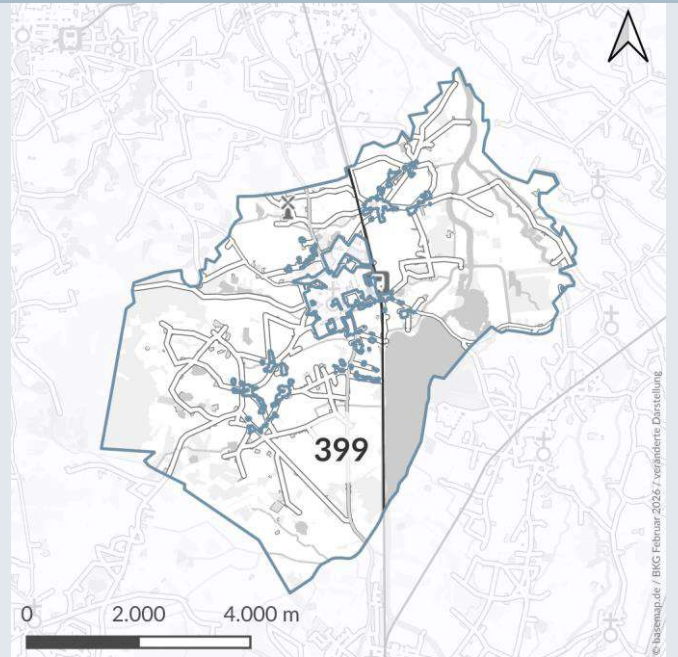 399
0 2.000 4.000 m
© basemap.de / BKG Februar 2026 / veränderte Darstellung